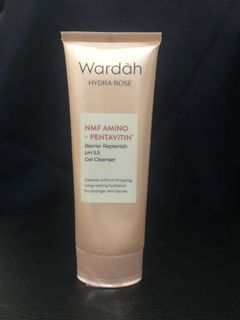 Wardah
HYDRA ROSE
NMF AMINO
+ PENTAVITIN®
Barrier Replenish
pH 5.5
Gel Cleanser
Cleanse without stripping
Long-lasting hydration
for stronger skin barrier